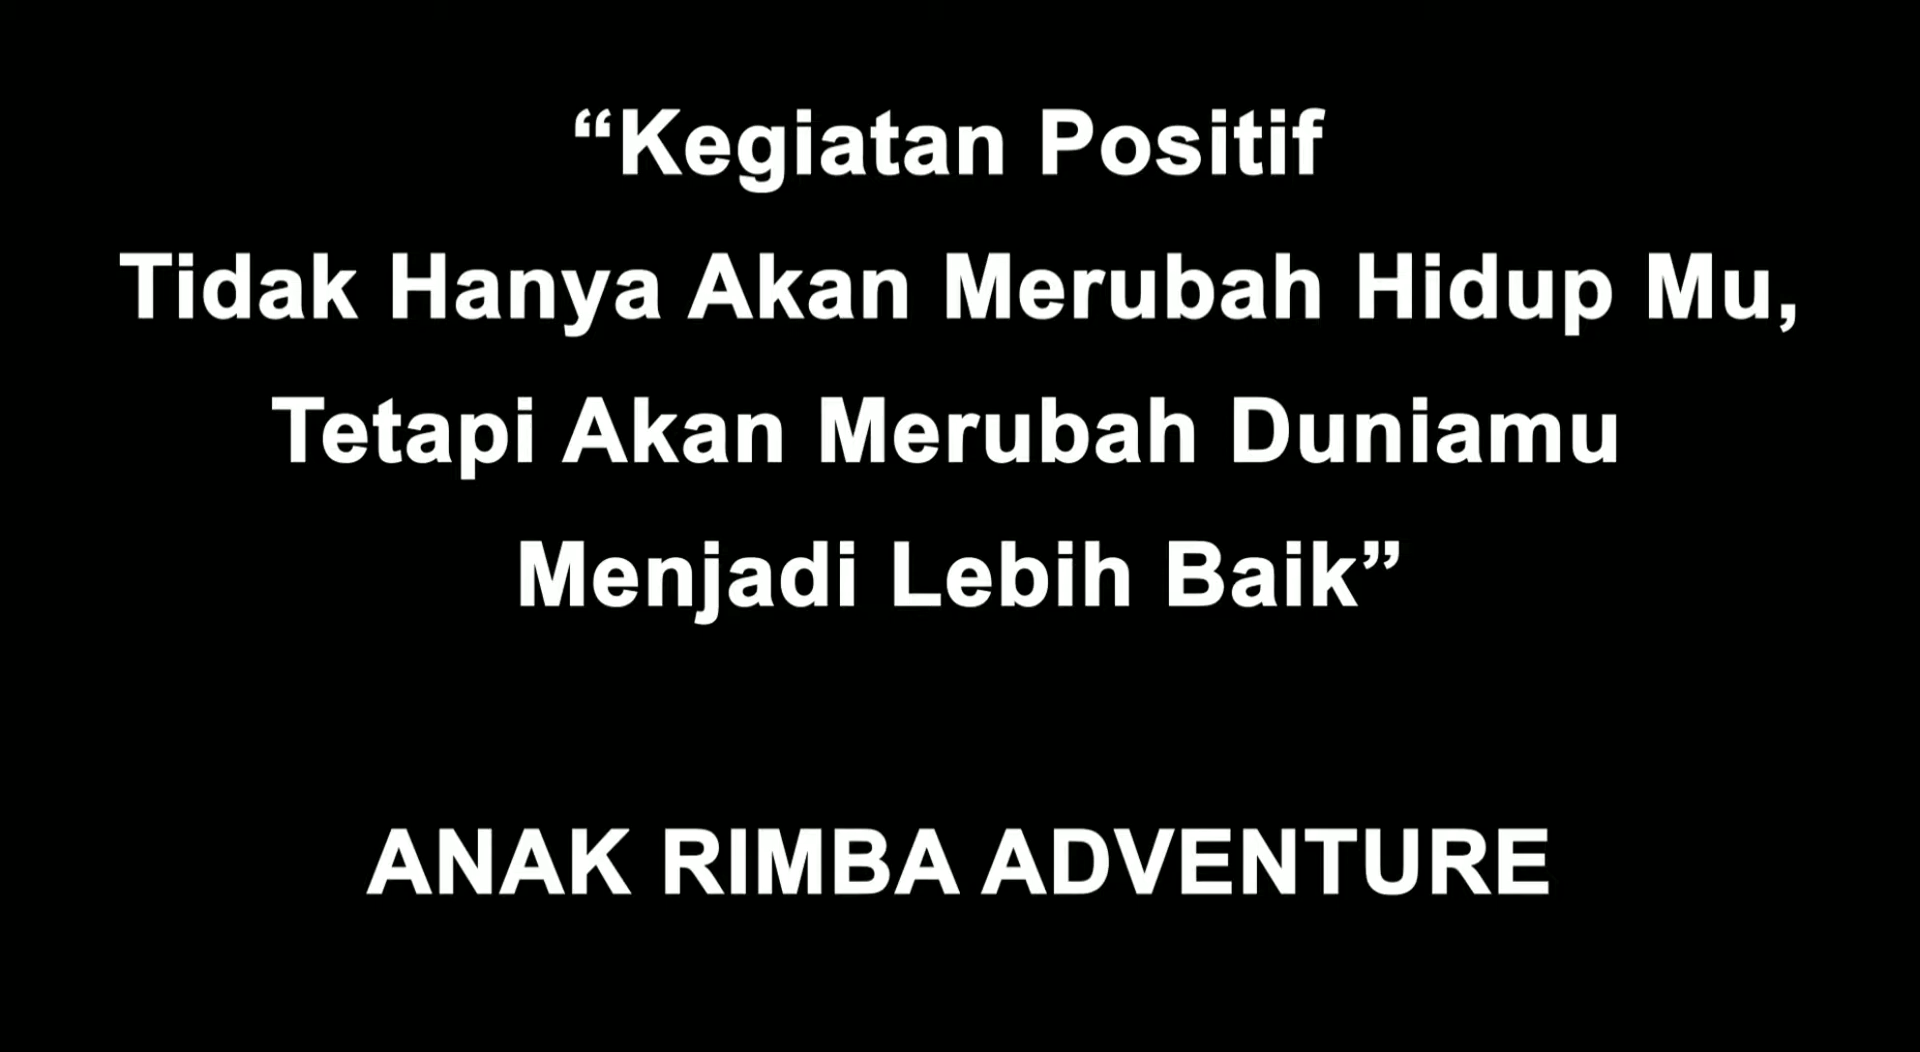 “Kegiatan Positif
Tidak Hanya Akan Merubah Hidup Mu,
Tetapi Akan Merubah Duniamu
Menjadi Lebih Baik”
ANAK RIMBA ADVENTURE